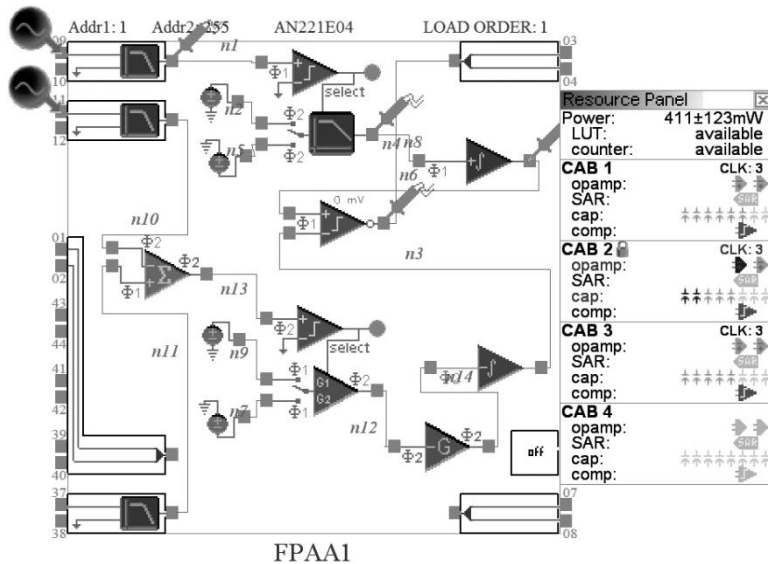 Addr1: 1 Addr2: 255 AN221E04 LOAD ORDER: 1
09 n1 03
10 Φ1 04
select
11 n2 Φ2
12 n5 Φ2 n4 n8
Φ1 n6
0 mV
n10
01 Φ2 n3
Φ2
02 Φ1 Σ n13
43 Φ2
n11 n9 select
44
41 Φ1 G1 Φ2 n14
G2
42 n7 Φ1 n12
39 Φ2 G Φ2 off
40
37 07
38 08
FPAA1
Resource Panel
Power: 411±123mW
LUT: available
counter: available
CAB 1 CLK: 3
opamp:
SAR: SAR
cap:
comp:
CAB 2 CLK: 3
opamp:
SAR: SAR
cap:
comp:
CAB 3 CLK: 3
opamp:
SAR: SAR
cap:
comp:
CAB 4
opamp:
SAR: SAR
cap:
comp: